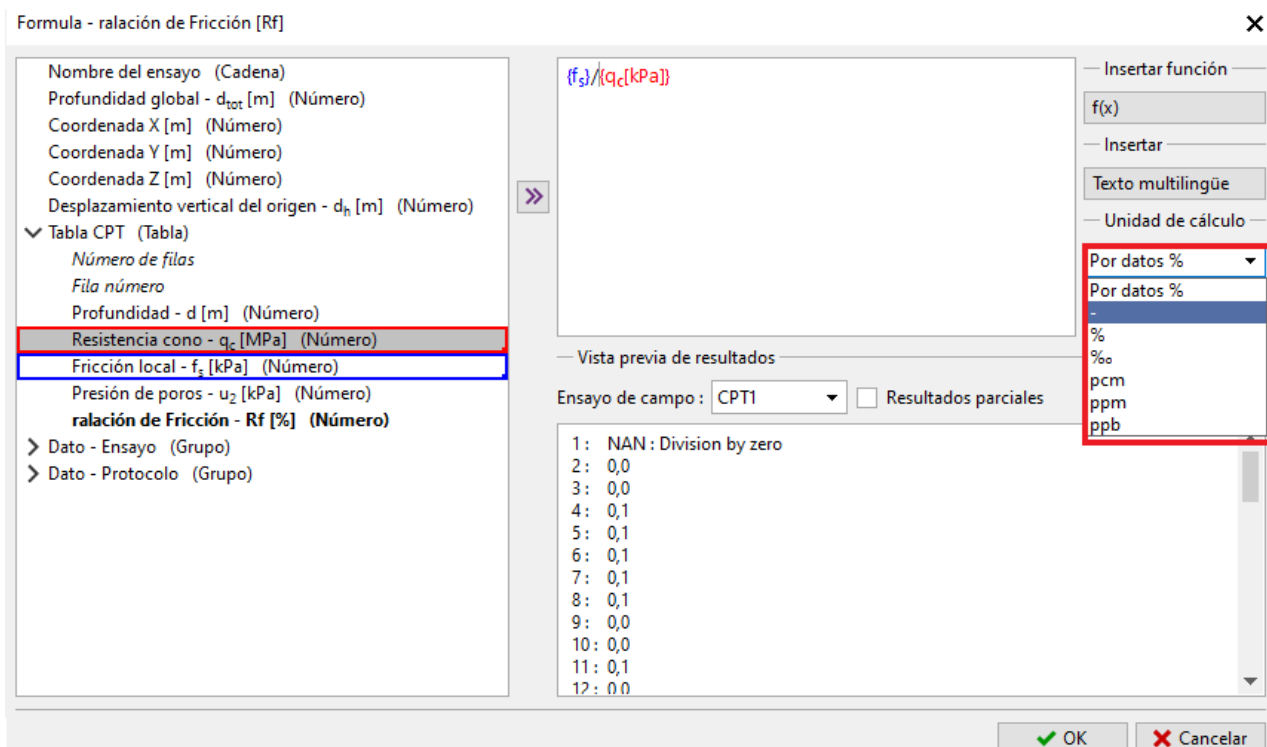 Formula - ralación de Fricción [Rf]
Nombre del ensayo (Cadena)
Profundidad global - dtot [m] (Número)
Coordenada X [m] (Número)
Coordenada Y [m] (Número)
Coordenada Z [m] (Número)
Desplazamiento vertical del origen - dh [m] (Número)
Tabla CPT (Tabla)
Número de filas
Fila número
Profundidad - d [m] (Número)
Resistencia cono - qc [MPa] (Número)
Fricción local - fs [kPa] (Número)
Presión de poros - u2 [kPa] (Número)
ralación de Fricción - Rf [%] (Número)
Dato - Ensayo (Grupo)
Dato - Protocolo (Grupo)
{fs}/{qc[kPa]}
Insertar función
f(x)
Insertar
Texto multilingüe
Unidad de cálculo
Por datos %
Por datos %
-
%
‰
pcm
ppm
ppb
Vista previa de resultados
Ensayo de campo : CPT1 Resultados parciales
1 : NAN : Division by zero
2 : 0,0
3 : 0,0
4 : 0,1
5 : 0,1
6 : 0,1
7 : 0,1
8 : 0,1
9 : 0,0
10 : 0,0
11 : 0,1
12 : 0,0
OK Cancelar